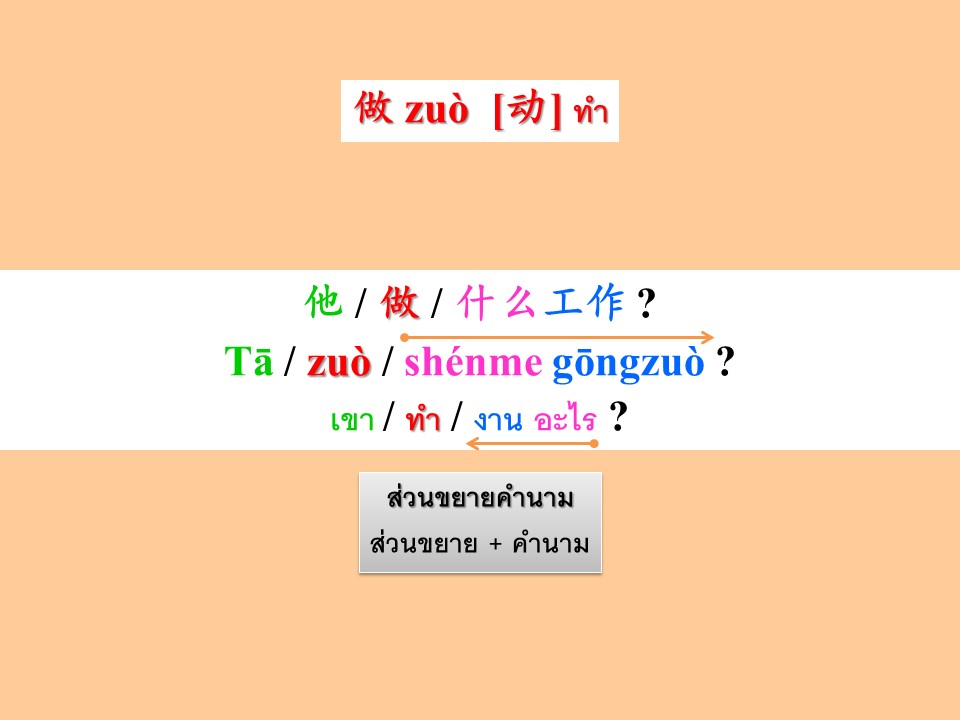 做 zuò [动] ทำ
他 / 做 / 什么工作 ?
Tā / zuò / shénme gōngzuò ?
เขา / ทำ / งาน อะไร ?
ส่วนขยายคำนาม
ส่วนขยาย + คำนาม